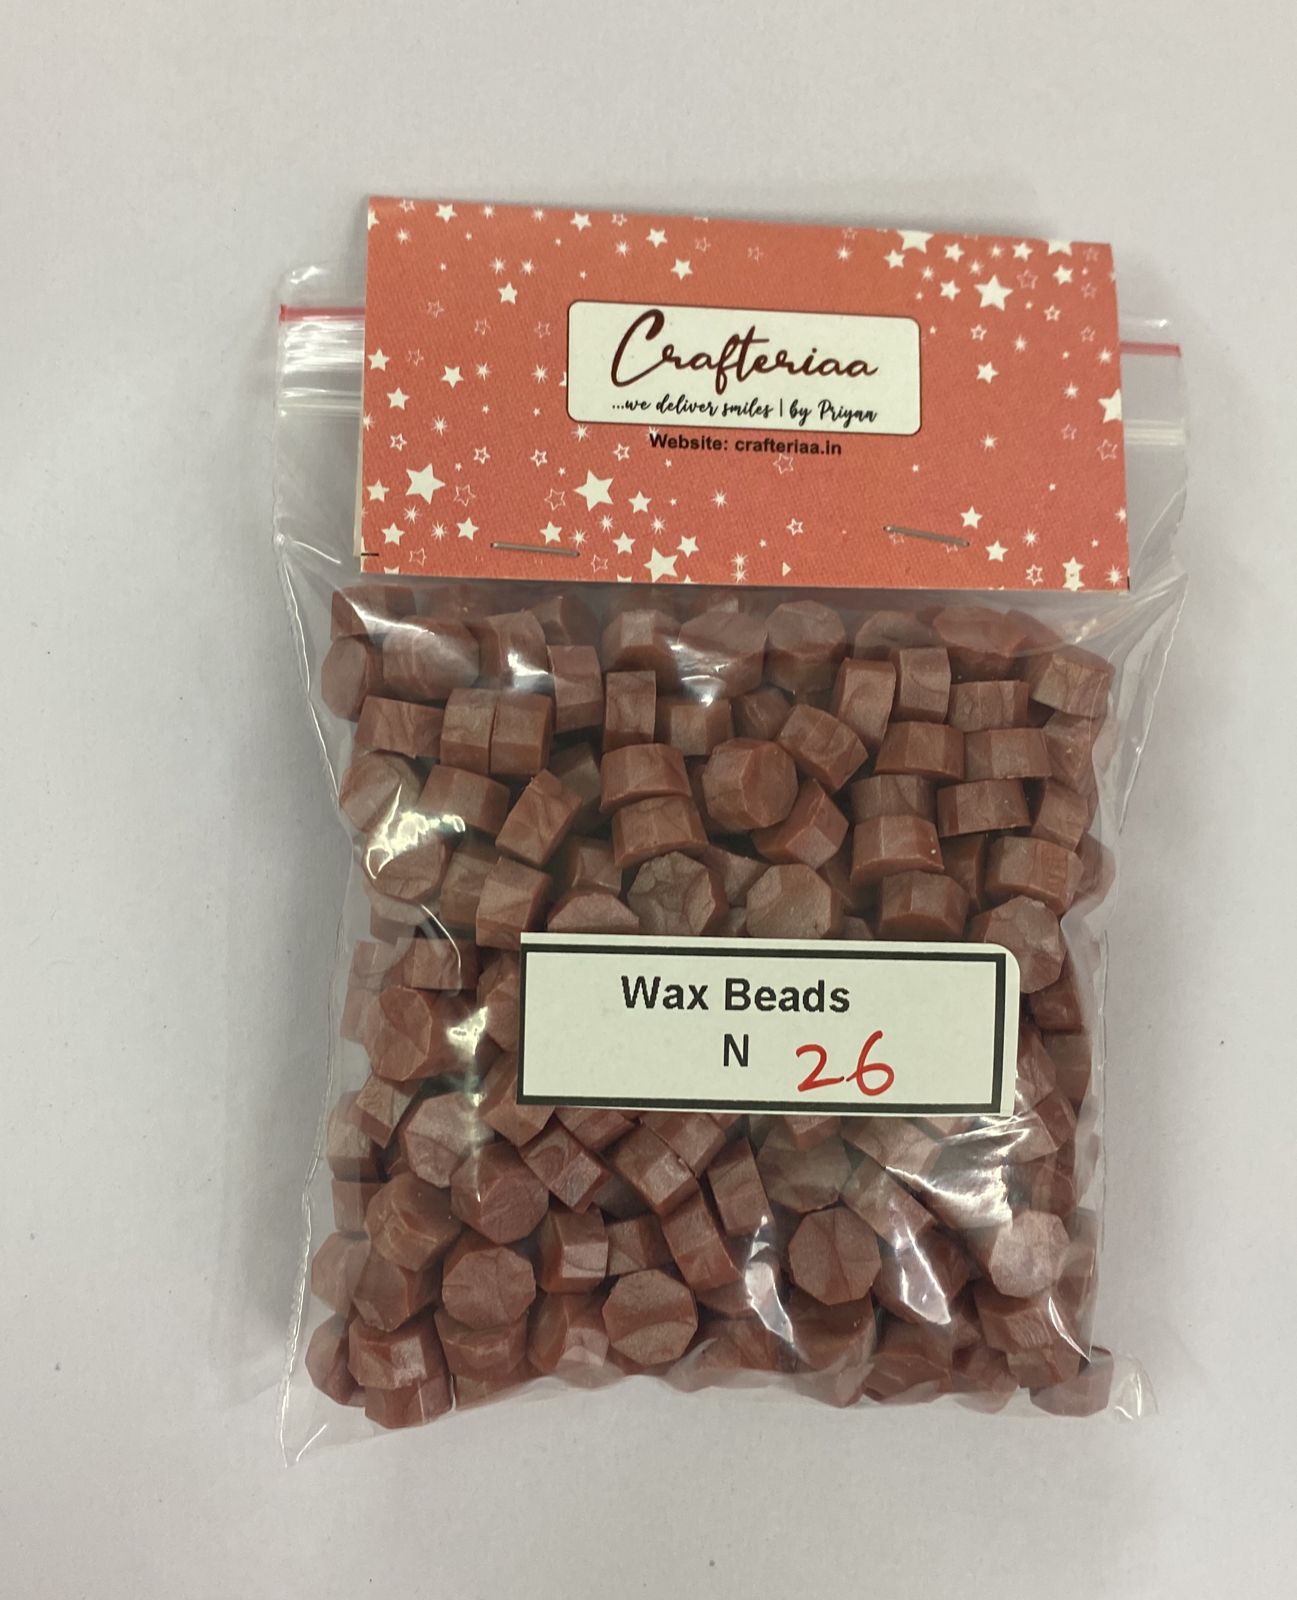 Crafteriaa
...we deliver smiles | by Priyaa
Website: crafteriaa.in
Wax Beads
N 26